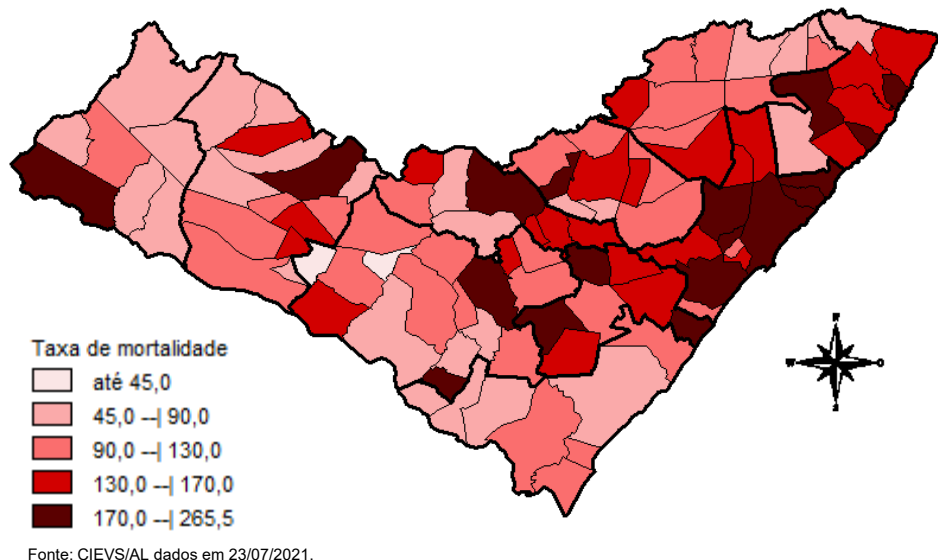 Taxa de mortalidade
até 45,0
45,0 --| 90,0
90,0 --| 130,0
130,0 --| 170,0
170,0 --| 265,5
Fonte: CIEVS/AL dados em 23/07/2021.